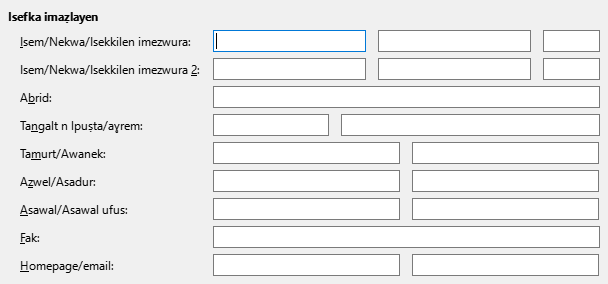 Isefka imaẓlayen
Isem/Nekwa/Isekkilen imezwura:
Isem/Nekwa/Isekkilen imezwura 2:
Abrid:
Tangalt n lpuṣta/aɣrem:
Tamurt/Awanek:
Azwel/Asadur:
Asawal/Asawal ufus:
Fak:
Homepage/email: